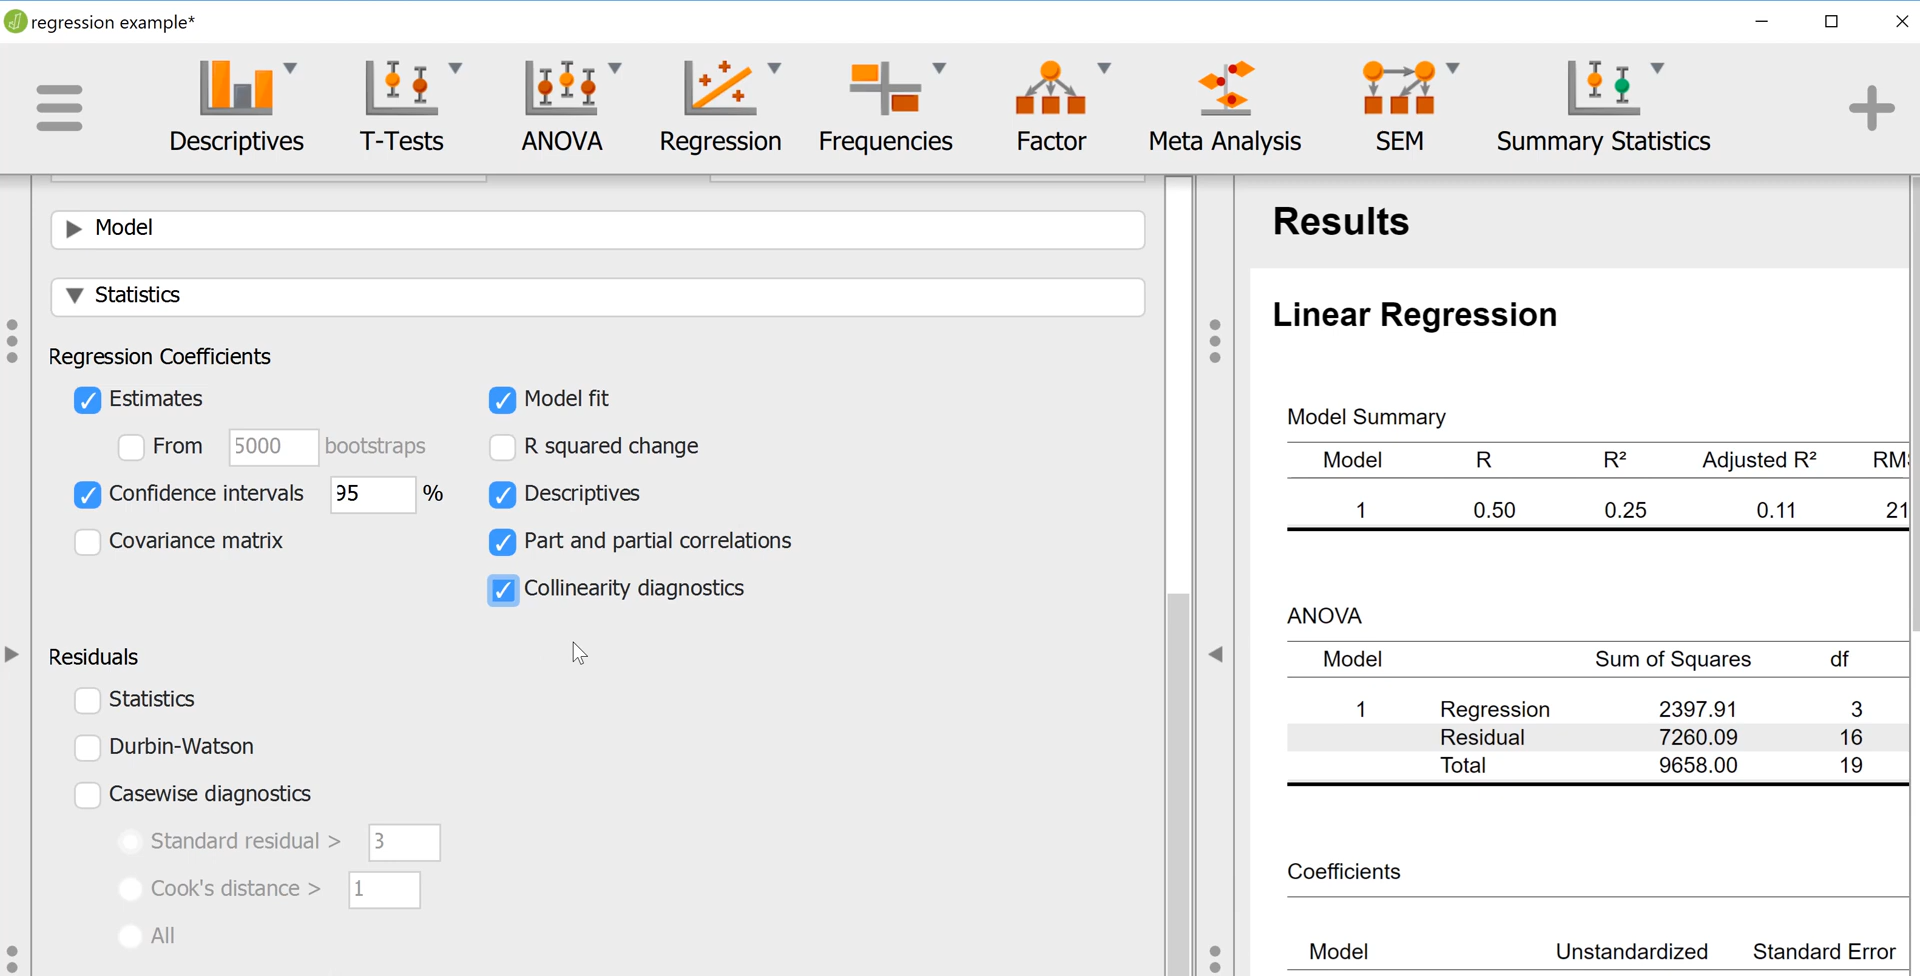 regression example*
Descriptives T-Tests ANOVA Regression Frequencies Factor Meta Analysis SEM Summary Statistics
Model
Statistics
Regression Coefficients
Estimates
From 5000 bootstraps
Confidence intervals 95 %
Covariance matrix
Model fit
R squared change
Descriptives
Part and partial correlations
Collinearity diagnostics
Residuals
Statistics
Durbin-Watson
Casewise diagnostics
Standard residual > 3
Cook's distance > 1
All
Results
Linear Regression
Model Summary
Model R R² Adjusted R² RMS
1 0.50 0.25 0.11 21
ANOVA
Model Sum of Squares df
1 Regression 2397.91 3
Residual 7260.09 16
Total 9658.00 19
Coefficients
Model Unstandardized Standard Error